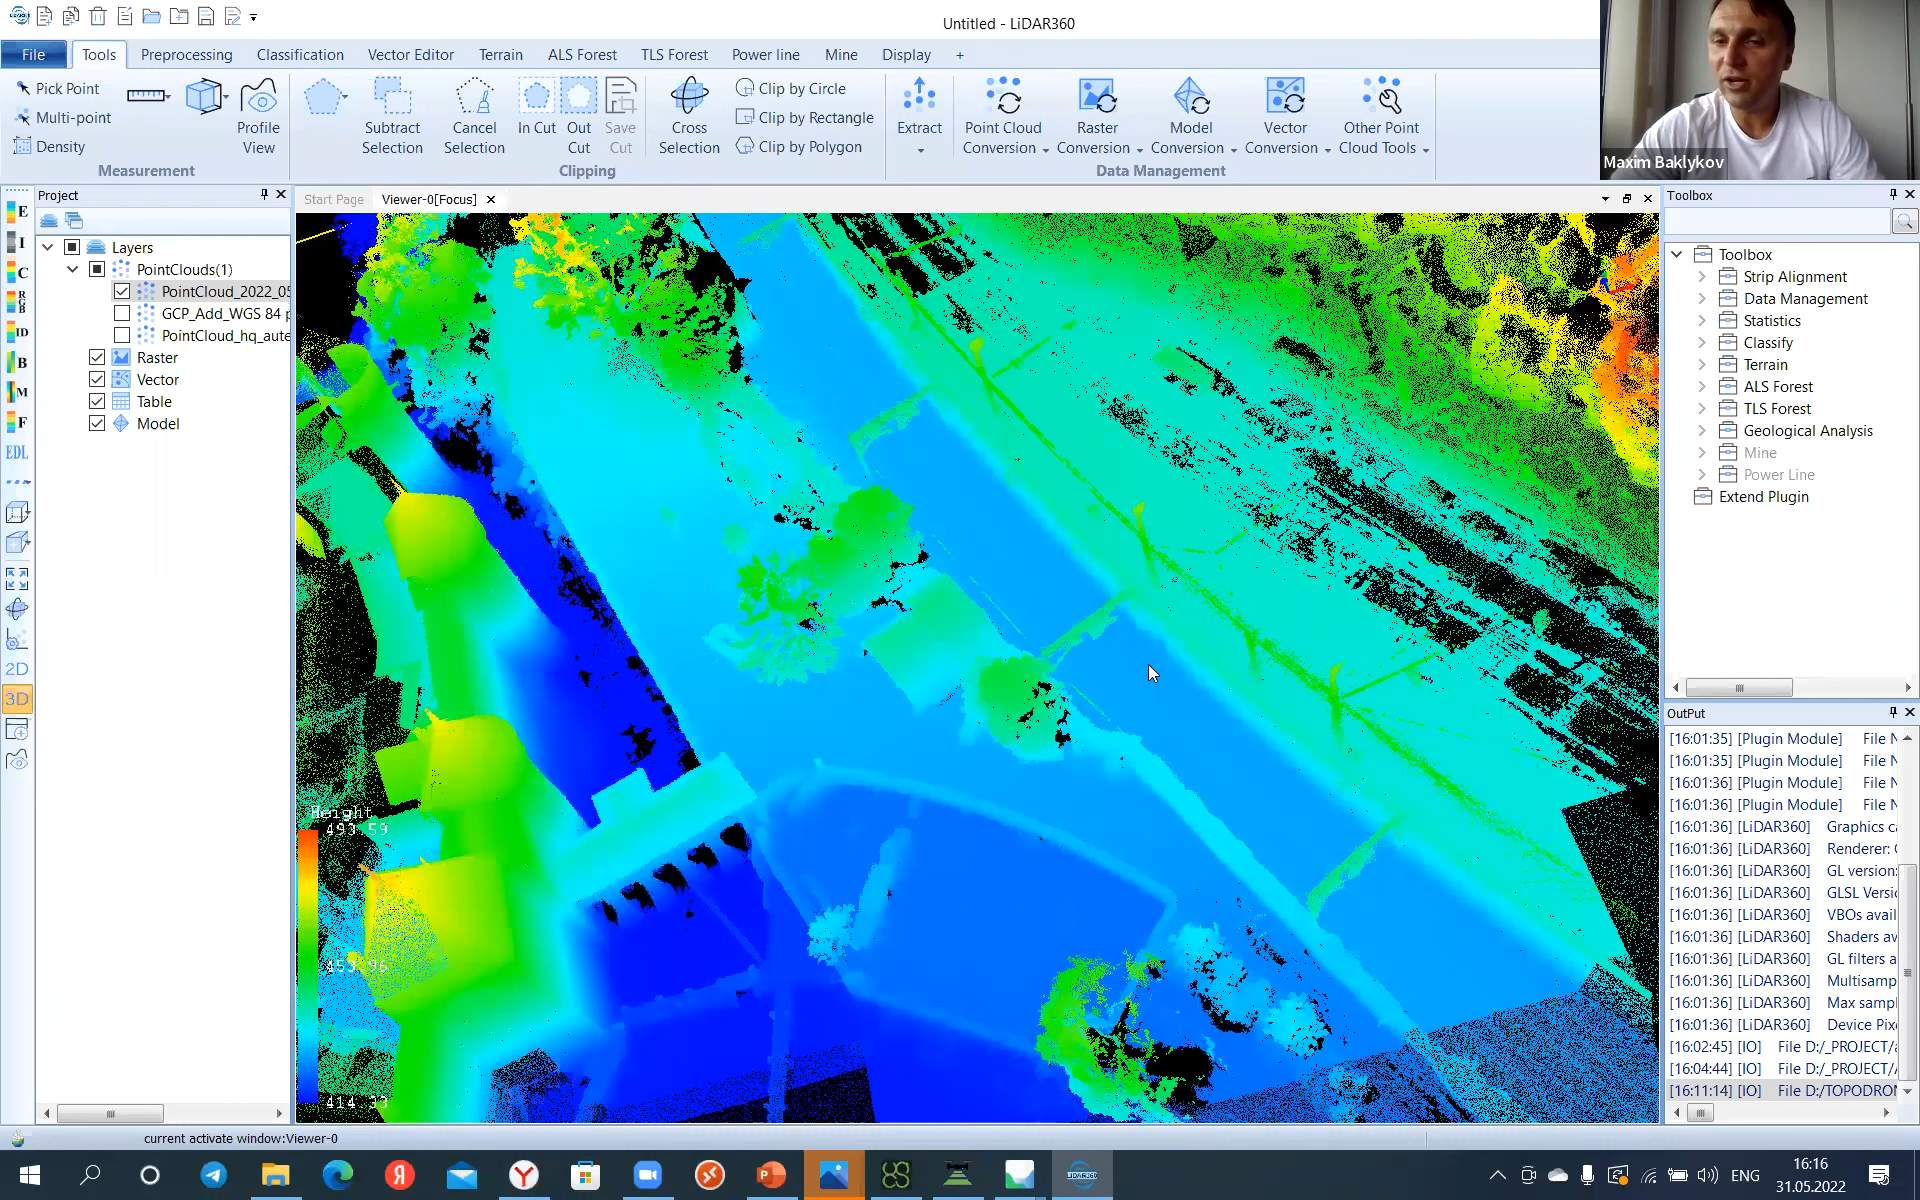 Untitled - LiDAR360
File
Tools
Preprocessing
Classification
Vector Editor
Terrain
ALS Forest
TLS Forest
Power line
Mine
Display
+
Pick Point
Multi-point
Density
Profile View
Measurement
Subtract Selection
Cancel Selection
In Cut
Out Cut
Save Cut
Cross Selection
Clip by Circle
Clip by Rectangle
Clip by Polygon
Clipping
Extract
Point Cloud Conversion
Raster Conversion
Model Conversion
Vector Conversion
Other Point Cloud Tools
Data Management
Maxim Baklykov
Project
Start Page
Viewer-0[Focus]
Toolbox
E
I
C
RGB
ID
B
M
F
EDL
2D
3D
Layers
PointClouds(1)
PointCloud_2022_05
GCP_Add_WGS 84 p
PointCloud_hq_aute
Raster
Vector
Table
Model
Height
493.59
453.96
Toolbox
Strip Alignment
Data Management
Statistics
Classify
Terrain
ALS Forest
TLS Forest
Geological Analysis
Mine
Power Line
Extend Plugin
OutPut
[16:01:35] [Plugin Module] File N
[16:01:35] [Plugin Module] File N
[16:01:36] [Plugin Module] File N
[16:01:36] [Plugin Module] File N
[16:01:36] [LiDAR360] Graphics ca
[16:01:36] [LiDAR360] Renderer:
[16:01:36] [LiDAR360] GL version:
[16:01:36] [LiDAR360] GLSL Versi
[16:01:36] [LiDAR360] VBOs avail
[16:01:36] [LiDAR360] Shaders av
[16:01:36] [LiDAR360] GL filters a
[16:01:36] [LiDAR360] Multisamp
[16:01:36] [LiDAR360] Max samp
[16:01:36] [LiDAR360] Device Pix
[16:02:45] [IO] File D:/_PROJECT/
[16:04:44] [IO] File D:/_PROJECT/
[16:11:14] [IO] File D:/TOPODRO
current activate window:Viewer-0
ENG
16:16
31.05.2022